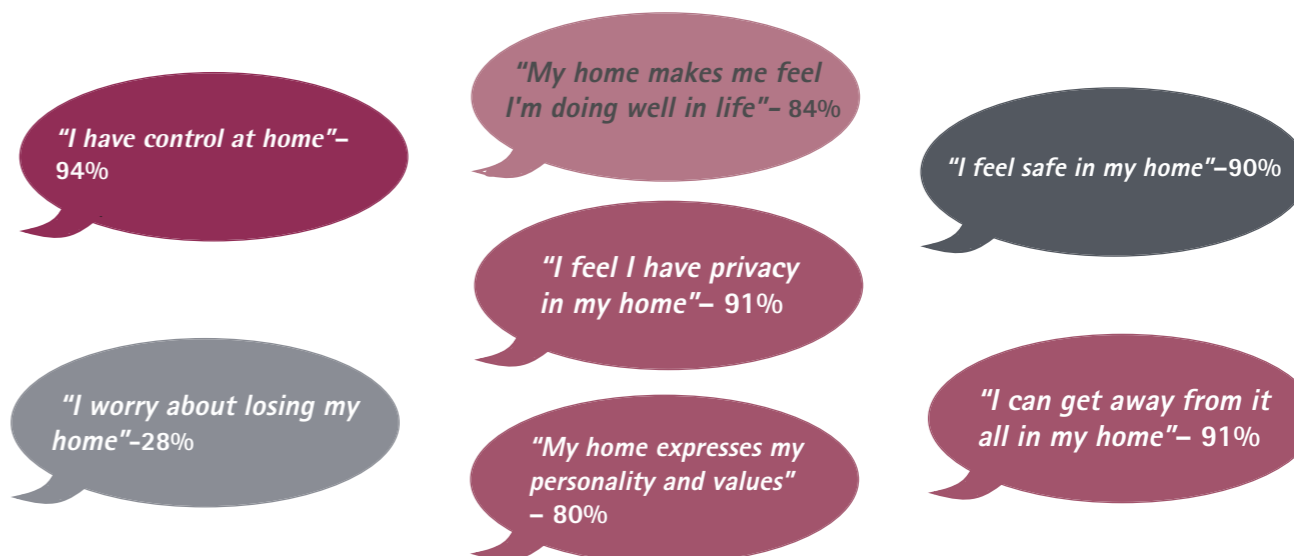 “I have control at home”–
94%
“My home makes me feel
I'm doing well in life”– 84%
“I feel safe in my home”–90%
“I feel I have privacy
in my home”– 91%
“I worry about losing my
home”–28%
“My home expresses my
personality and values”
– 80%
“I can get away from it
all in my home”– 91%